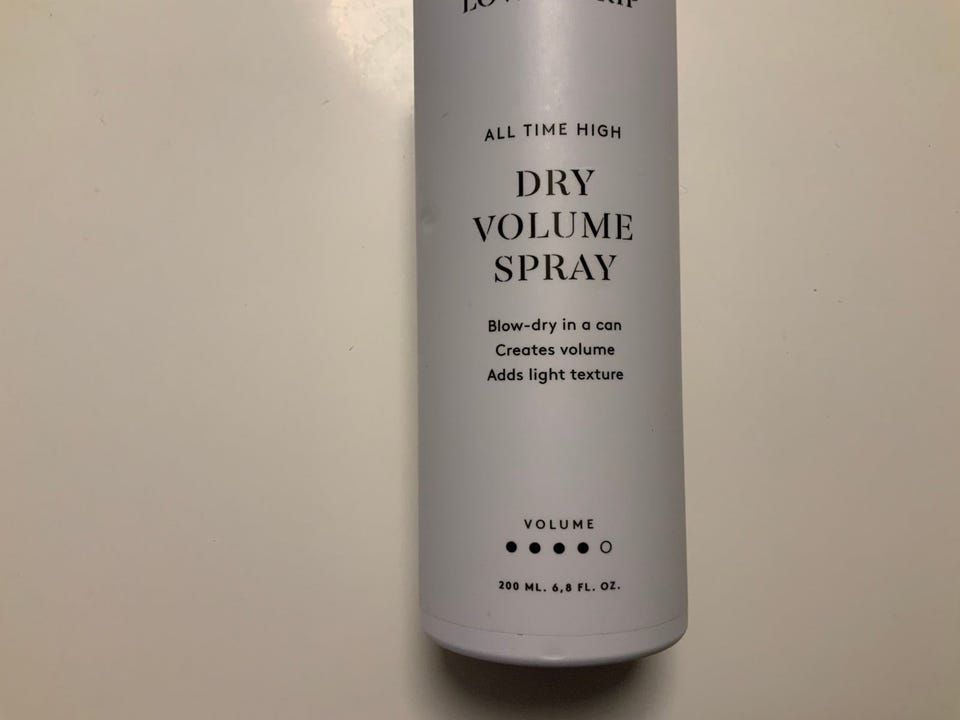 ALL TIME HIGH
DRY
VOLUME
SPRAY
Blow-dry in a can
Creates volume
Adds light texture
VOLUME
200 ML. 6,8 FL. OZ.